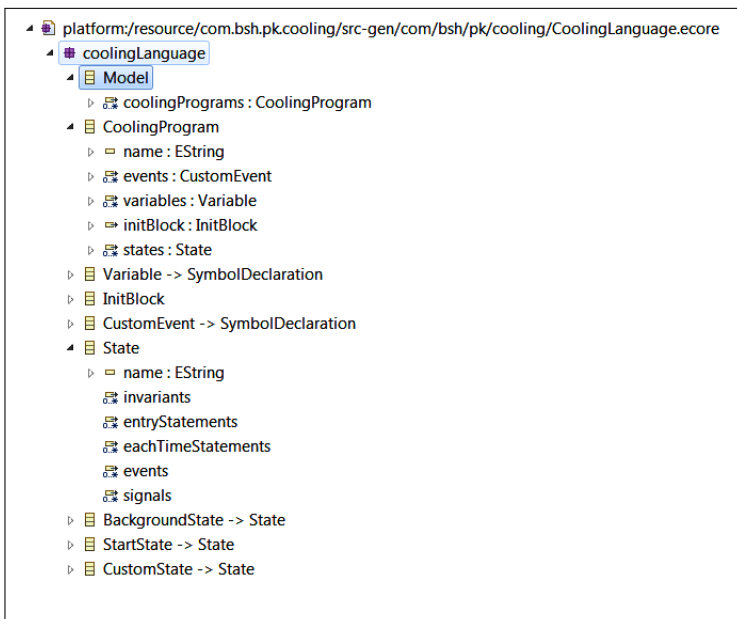 platform:/resource/com.bsh.pk.cooling/src-gen/com/bsh/pk/cooling/CoolingLanguage.ecore
coolingLanguage
Model
coolingPrograms : CoolingProgram
CoolingProgram
name : EString
events : CustomEvent
variables : Variable
initBlock : InitBlock
states : State
Variable -> SymbolDeclaration
InitBlock
CustomEvent -> SymbolDeclaration
State
name : EString
invariants
entryStatements
eachTimeStatements
events
signals
BackgroundState -> State
StartState -> State
CustomState -> State